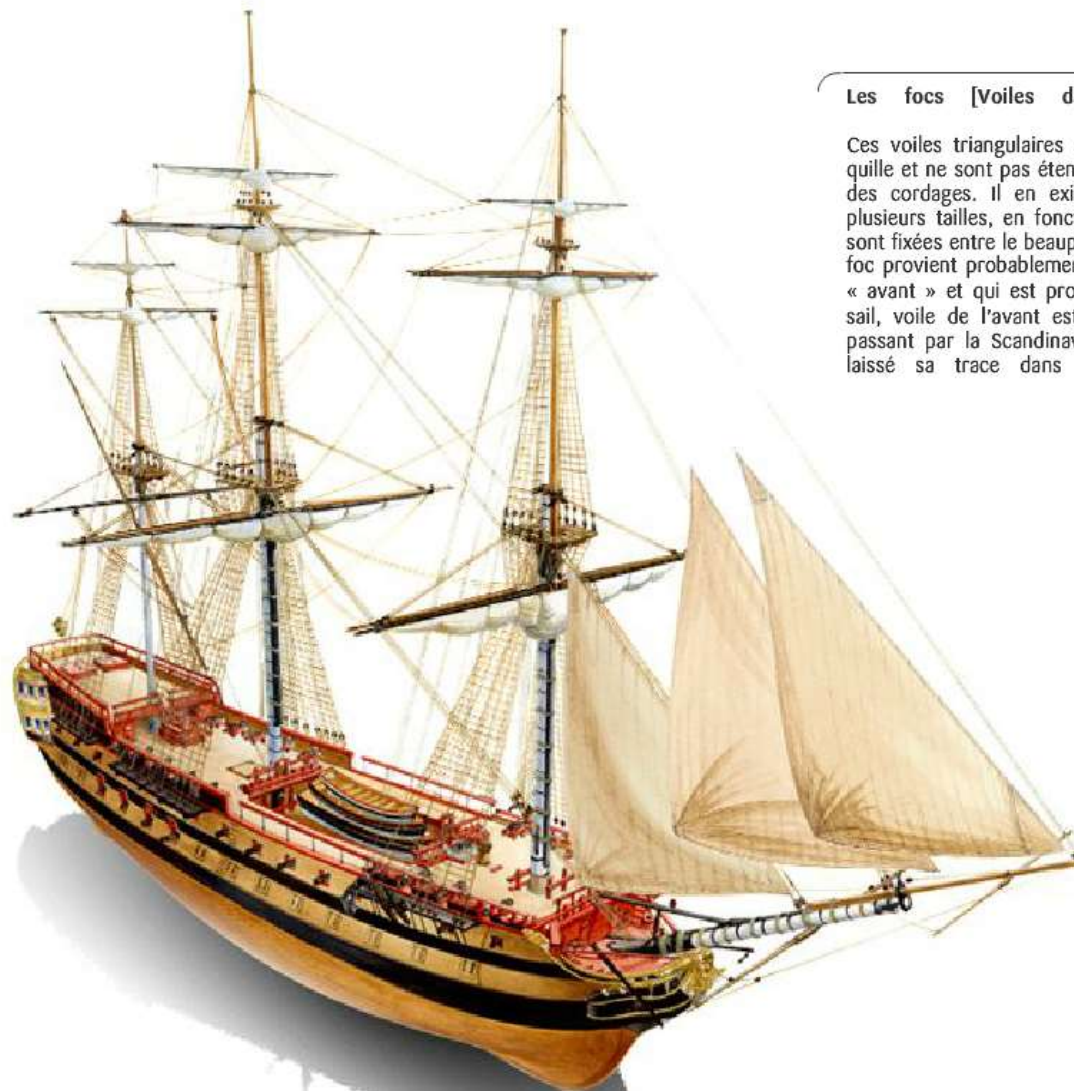 Les focs [Voiles d
Ces voiles triangulaires
quille et ne sont pas éten
des cordages. Il en exi
plusieurs tailles, en fonc
sont fixées entre le beaup
foc provient probablemer
« avant » et qui est pro
sail, voile de l'avant est
passant par la Scandinav
laissé sa trace dans